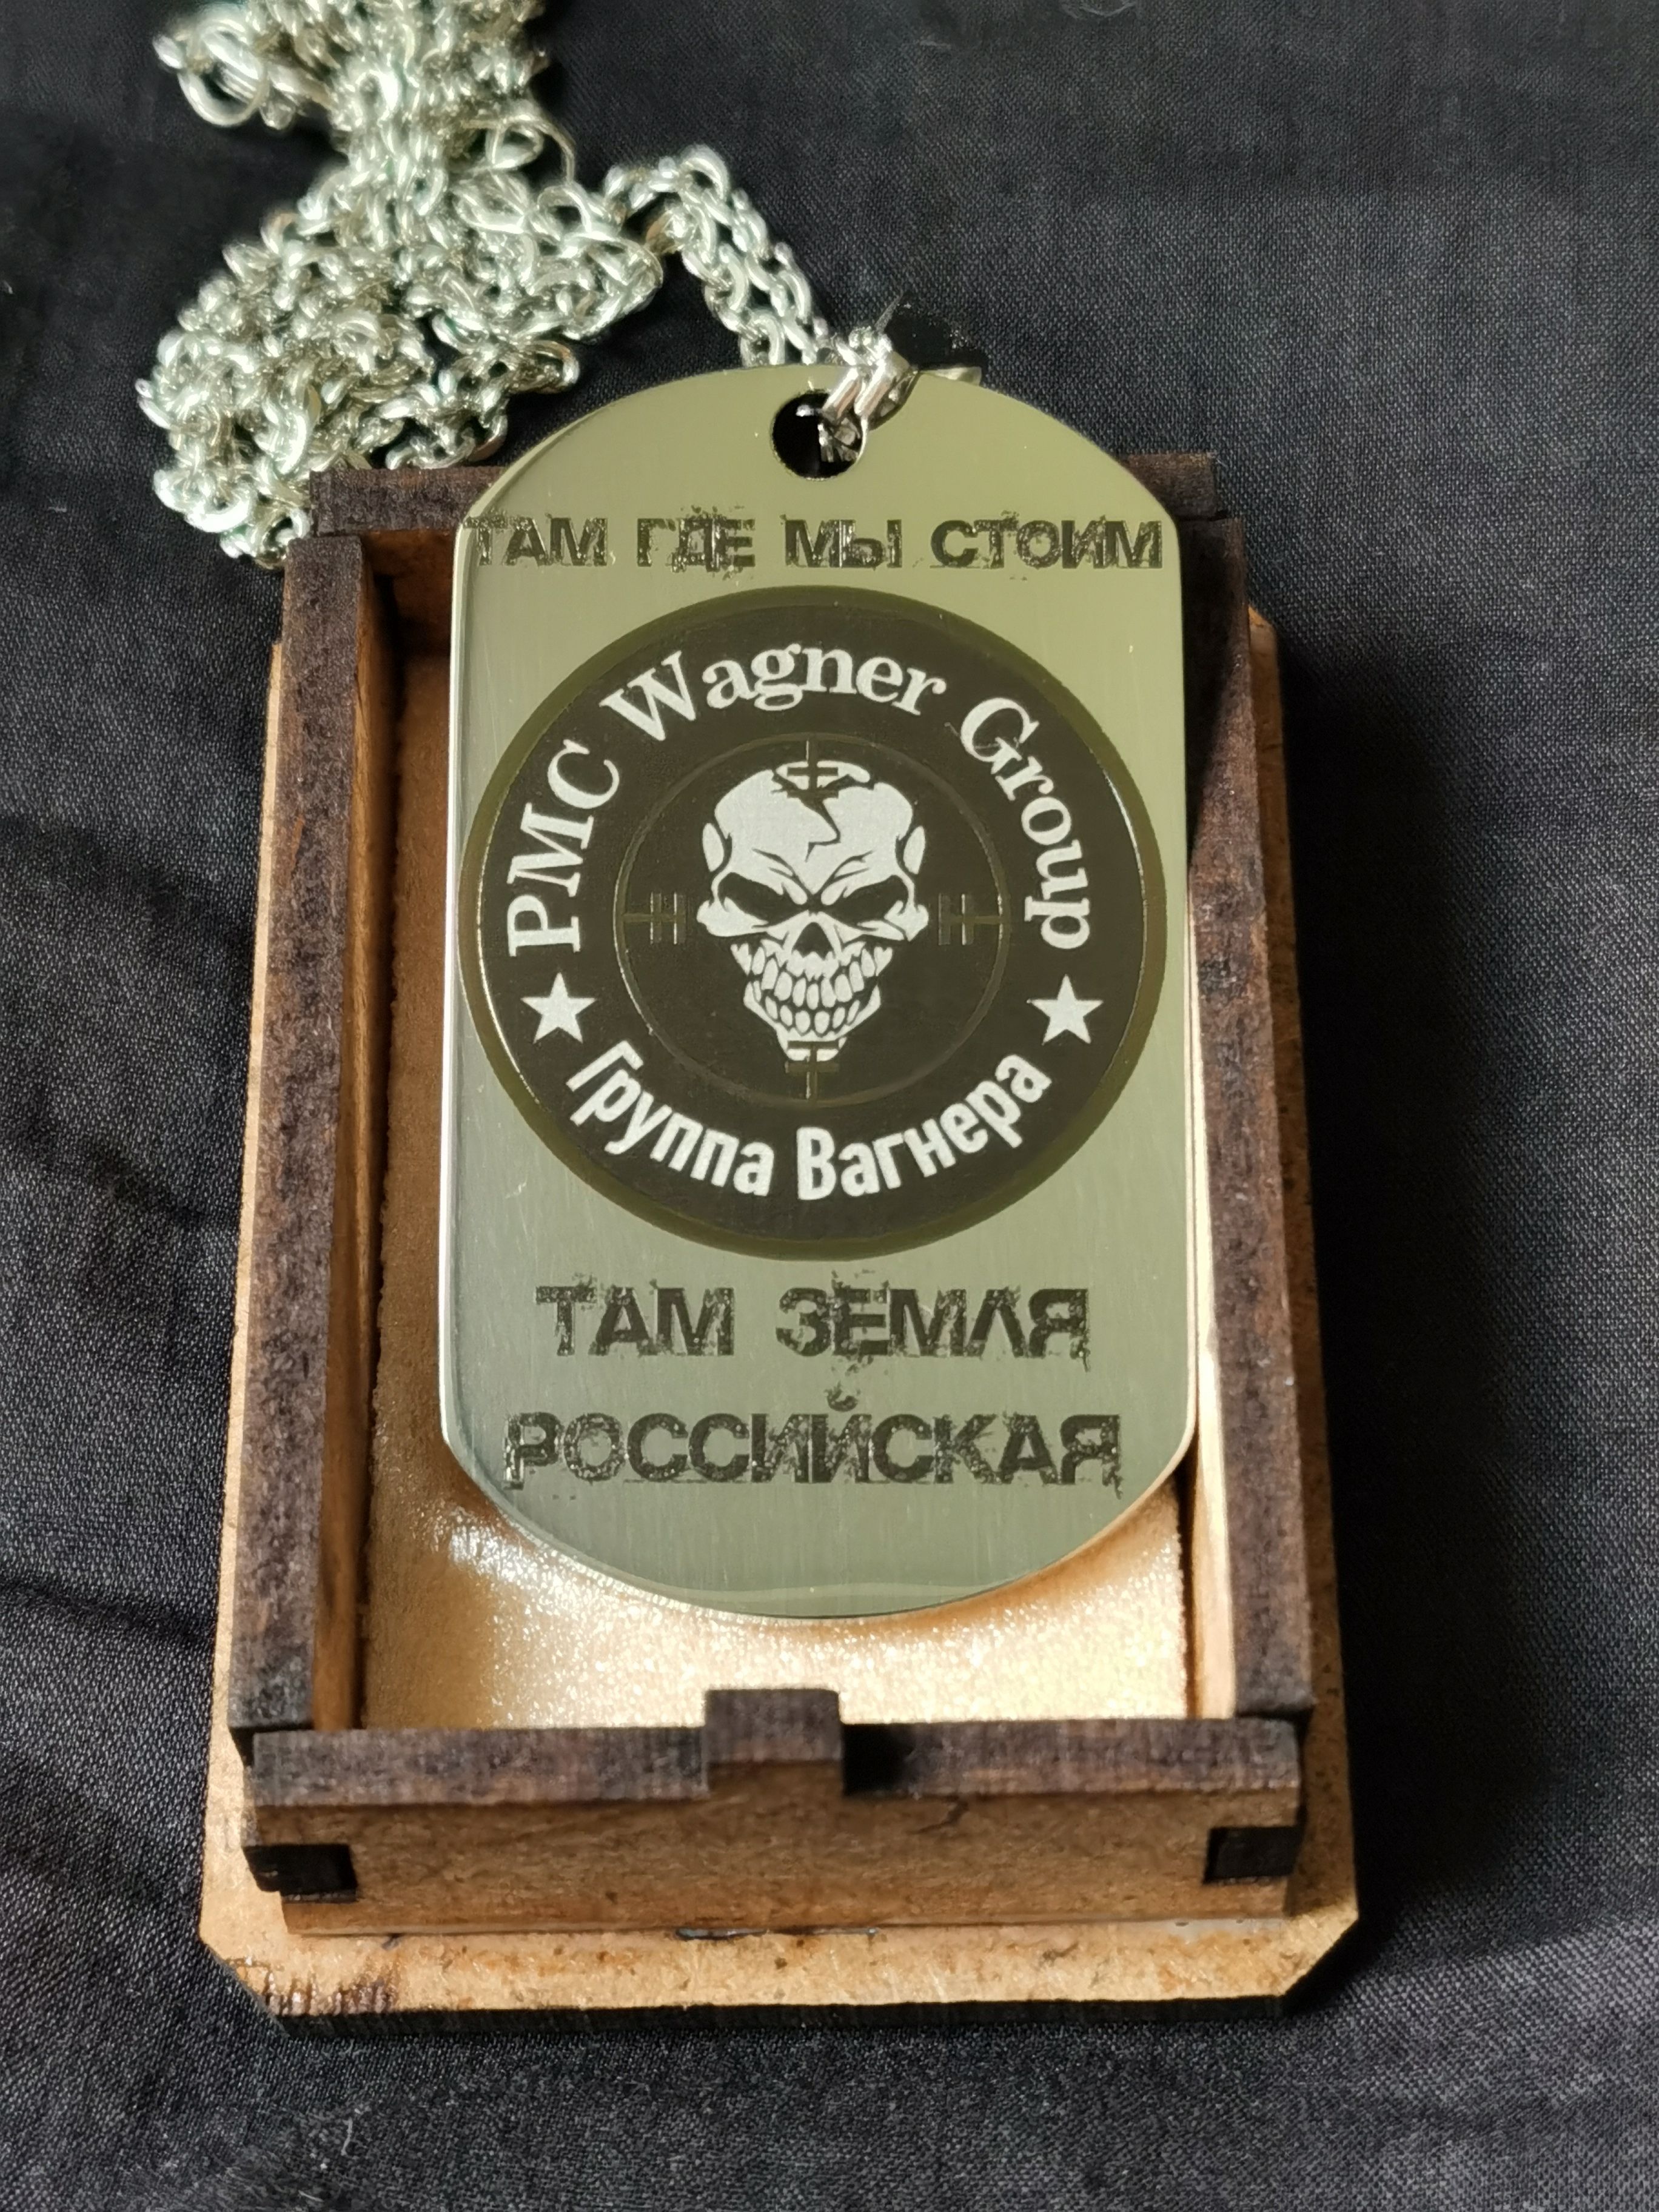 ТАМ ГДЕ МЫ СТОИМ
PMC Wagner Group
Группа Вагнера
ТАМ ЗЕМЛЯ
РОССИЙСКАЯ